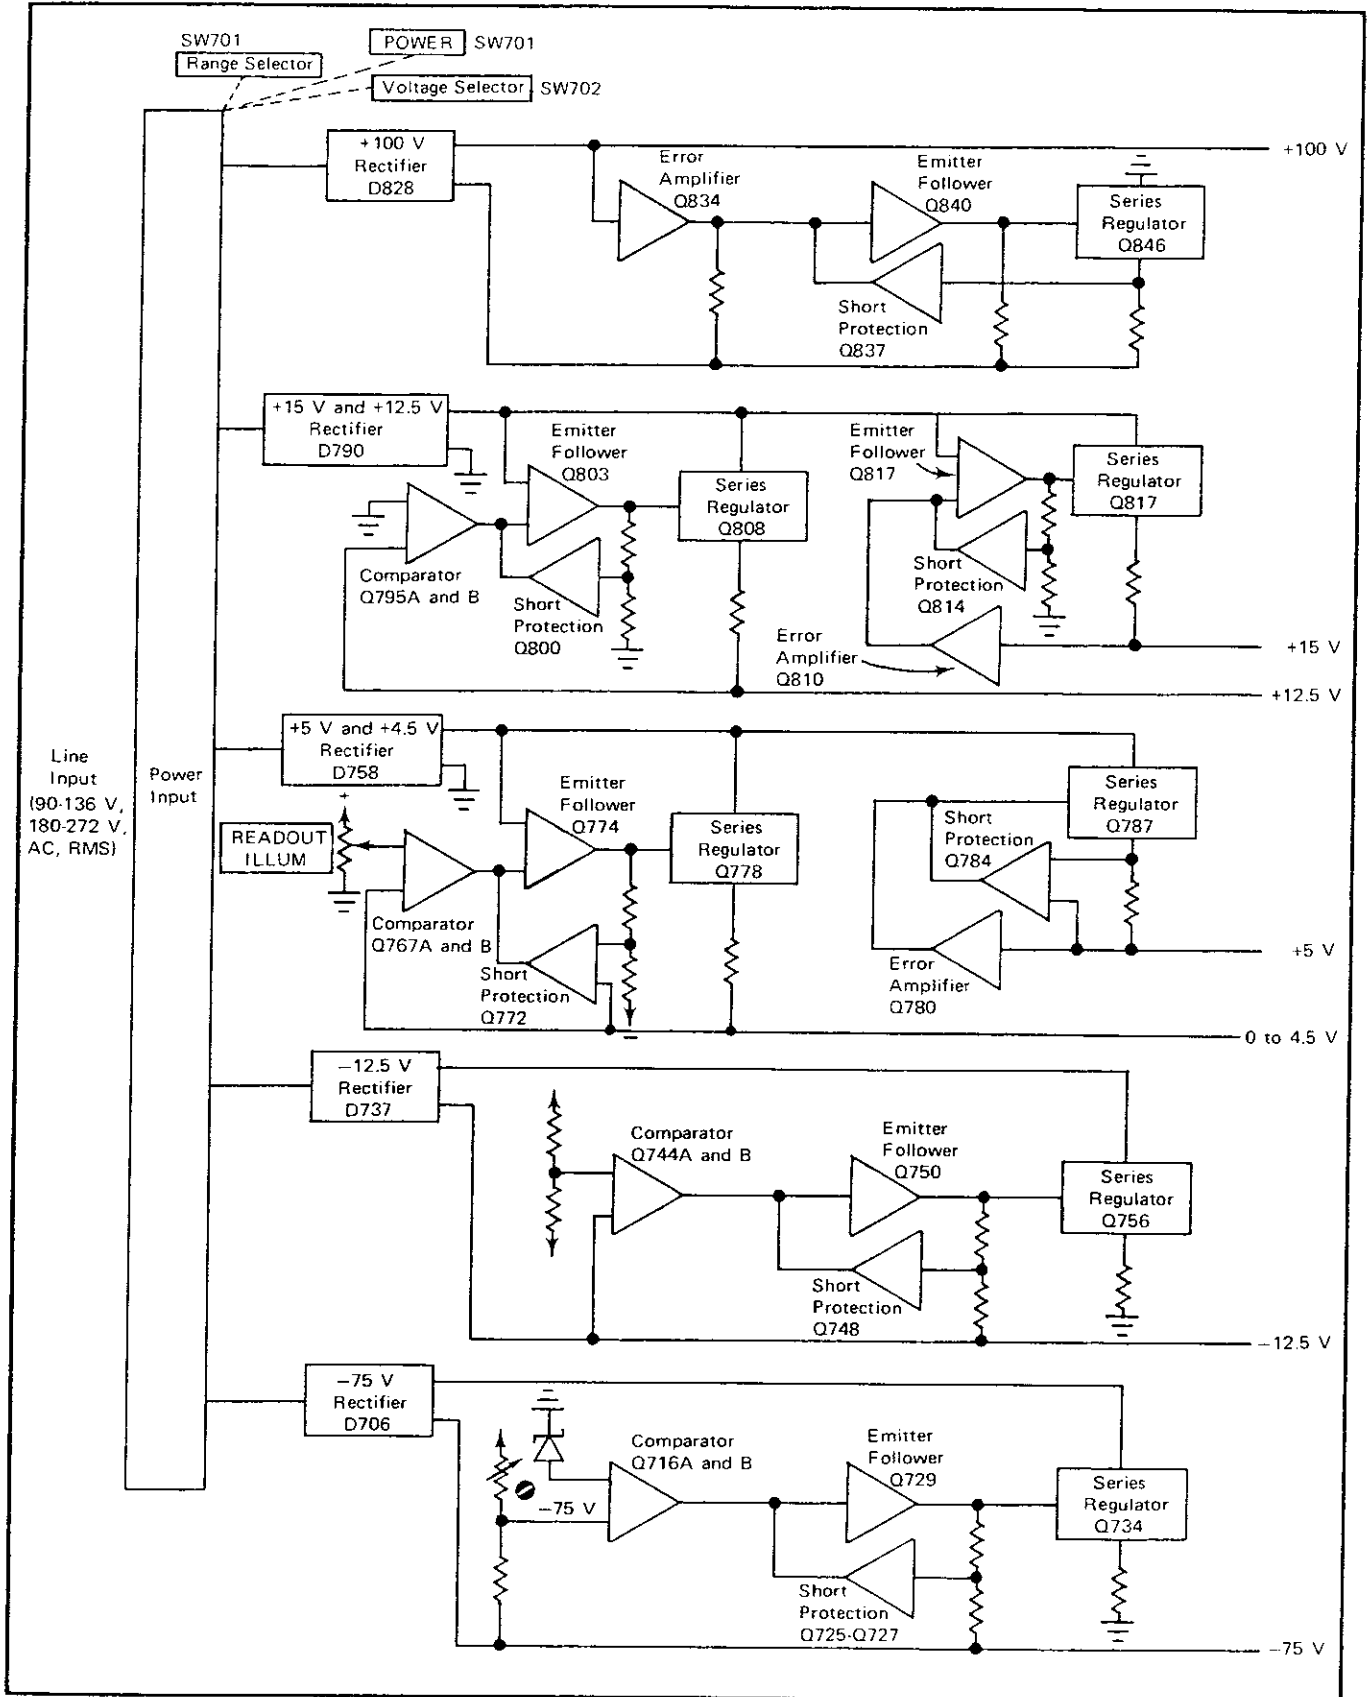 SW701
Range Selector
POWER SW701
Voltage Selector SW702
+100 V
Rectifier
D828
Error
Amplifier
Q834
Emitter
Follower
Q840
Series
Regulator
Q846
Short
Protection
Q837
+100 V
+15 V and +12.5 V
Rectifier
D790
Emitter
Follower
Q803
Comparator
Q795A and B
Short
Protection
Q800
Series
Regulator
Q808
Emitter
Follower
Q817
Series
Regulator
Q817
Short
Protection
Q814
Error
Amplifier
Q810
+15 V
+12.5 V
Line
Input
(90-136 V,
180-272 V,
AC, RMS)
Power
Input
+5 V and +4.5 V
Rectifier
D758
+
READOUT
ILLUM
Comparator
Q767A and B
Emitter
Follower
Q774
Short
Protection
Q772
Series
Regulator
Q778
Series
Regulator
Q787
Short
Protection
Q784
Error
Amplifier
Q780
+5 V
0 to 4.5 V
−12.5 V
Rectifier
D737
Comparator
Q744A and B
Emitter
Follower
Q750
Series
Regulator
Q756
Short
Protection
Q748
−12.5 V
−75 V
Rectifier
D706
−75 V
Comparator
Q716A and B
Emitter
Follower
Q729
Series
Regulator
Q734
Short
Protection
Q725-Q727
−75 V